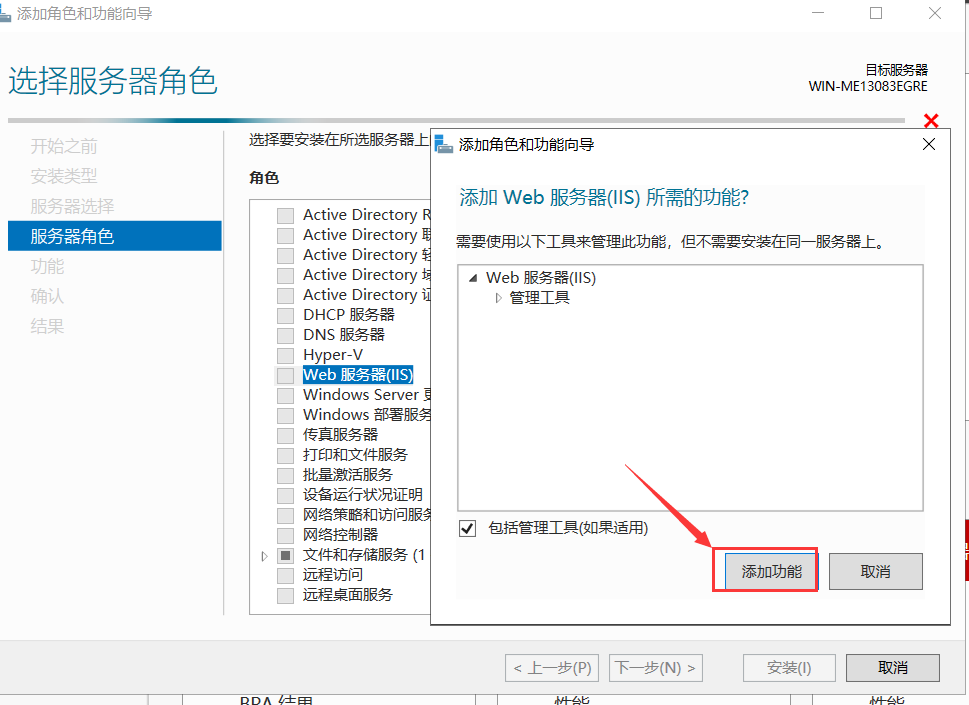 添加角色和功能向导
选择服务器角色
目标服务器
WIN-ME13083EGRE
开始之前
安装类型
服务器选择
服务器角色
功能
确认
结果
选择要安装在所选服务器上
角色
Active Directory R
Active Directory 联
Active Directory 轻
Active Directory 域
Active Directory 证
DHCP 服务器
DNS 服务器
Hyper-V
Web 服务器(IIS)
Windows Server 更
Windows 部署服务
传真服务器
打印和文件服务
批量激活服务
设备运行状况证明
网络策略和访问服务
网络控制器
文件和存储服务 (1
远程访问
远程桌面服务
添加角色和功能向导
添加 Web 服务器(IIS) 所需的功能?
需要使用以下工具来管理此功能，但不需要安装在同一服务器上。
Web 服务器(IIS)
管理工具
包括管理工具(如果适用)
添加功能
取消
< 上一步(P)
下一步(N) >
安装(I)
取消
BPA 结果
性能
性能